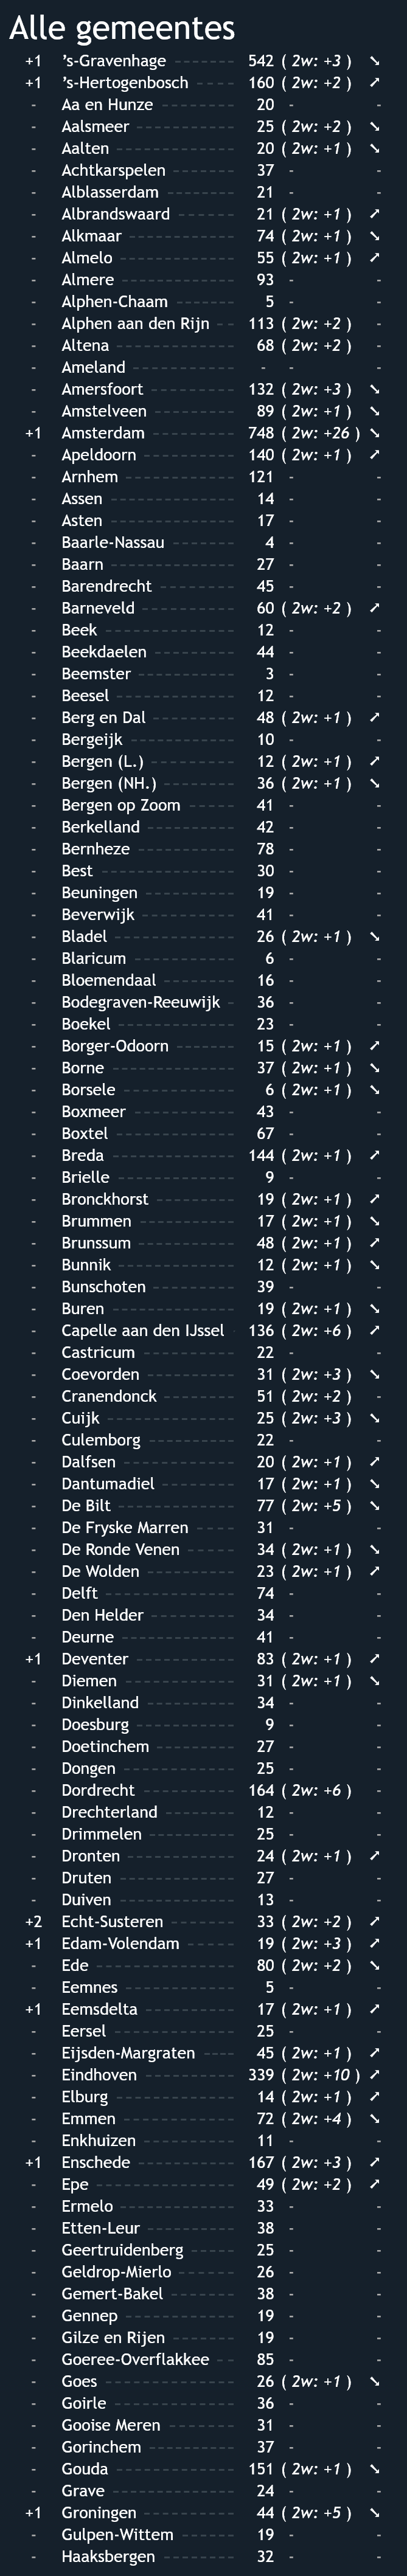 Alle gemeentes
+1 's-Gravenhage 542 ( 2w: +3 ) ➘
+1 's-Hertogenbosch 160 ( 2w: +2 ) ➚
- Aa en Hunze 20 - -
- Aalsmeer 25 ( 2w: +2 ) ➘
- Aalten 20 ( 2w: +1 ) ➘
- Achtkarspelen 37 - -
- Alblasserdam 21 - -
- Albrandswaard 21 ( 2w: +1 ) ➚
- Alkmaar 74 ( 2w: +1 ) ➘
- Almelo 55 ( 2w: +1 ) ➚
- Almere 93 - -
- Alphen-Chaam 5 - -
- Alphen aan den Rijn 113 ( 2w: +2 ) -
- Altena 68 ( 2w: +2 ) -
- Ameland - - -
- Amersfoort 132 ( 2w: +3 ) ➘
- Amstelveen 89 ( 2w: +1 ) ➘
+1 Amsterdam 748 ( 2w: +26 ) ➘
- Apeldoorn 140 ( 2w: +1 ) ➚
- Arnhem 121 - -
- Assen 14 - -
- Asten 17 - -
- Baarle-Nassau 4 - -
- Baarn 27 - -
- Barendrecht 45 - -
- Barneveld 60 ( 2w: +2 ) ➚
- Beek 12 - -
- Beekdaelen 44 - -
- Beemster 3 - -
- Beesel 12 - -
- Berg en Dal 48 ( 2w: +1 ) ➚
- Bergeijk 10 - -
- Bergen (L.) 12 ( 2w: +1 ) ➚
- Bergen (NH.) 36 ( 2w: +1 ) ➘
- Bergen op Zoom 41 - -
- Berkelland 42 - -
- Bernheze 78 - -
- Best 30 - -
- Beuningen 19 - -
- Beverwijk 41 - -
- Bladel 26 ( 2w: +1 ) ➘
- Blaricum 6 - -
- Bloemendaal 16 - -
- Bodegraven-Reeuwijk 36 - -
- Boekel 23 - -
- Borger-Odoorn 15 ( 2w: +1 ) ➚
- Borne 37 ( 2w: +1 ) ➘
- Borsele 6 ( 2w: +1 ) ➘
- Boxmeer 43 - -
- Boxtel 67 - -
- Breda 144 ( 2w: +1 ) ➚
- Brielle 9 - -
- Bronckhorst 19 ( 2w: +1 ) ➚
- Brummen 17 ( 2w: +1 ) ➘
- Brunssum 48 ( 2w: +1 ) ➚
- Bunnik 12 ( 2w: +1 ) ➘
- Bunschoten 39 - -
- Buren 19 ( 2w: +1 ) ➘
- Capelle aan den IJssel 136 ( 2w: +6 ) ➚
- Castricum 22 - -
- Coevorden 31 ( 2w: +3 ) ➘
- Cranendonck 51 ( 2w: +2 ) -
- Cuijk 25 ( 2w: +3 ) ➘
- Culemborg 22 - -
- Dalfsen 20 ( 2w: +1 ) ➚
- Dantumadiel 17 ( 2w: +1 ) ➘
- De Bilt 77 ( 2w: +5 ) ➘
- De Fryske Marren 31 - -
- De Ronde Venen 34 ( 2w: +1 ) ➘
- De Wolden 23 ( 2w: +1 ) ➚
- Delft 74 - -
- Den Helder 34 - -
- Deurne 41 - -
+1 Deventer 83 ( 2w: +1 ) ➚
- Diemen 31 ( 2w: +1 ) ➘
- Dinkelland 34 - -
- Doesburg 9 - -
- Doetinchem 27 - -
- Dongen 25 - -
- Dordrecht 164 ( 2w: +6 ) -
- Drechterland 12 - -
- Drimmelen 25 - -
- Dronten 24 ( 2w: +1 ) ➚
- Druten 27 - -
- Duiven 13 - -
+2 Echt-Susteren 33 ( 2w: +2 ) ➚
+1 Edam-Volendam 19 ( 2w: +3 ) ➚
- Ede 80 ( 2w: +2 ) ➘
- Eemnes 5 - -
+1 Eemsdelta 17 ( 2w: +1 ) ➚
- Eersel 25 - -
- Eijsden-Margraten 45 ( 2w: +1 ) ➚
- Eindhoven 339 ( 2w: +10 ) ➚
- Elburg 14 ( 2w: +1 ) ➚
- Emmen 72 ( 2w: +4 ) ➘
- Enkhuizen 11 - -
+1 Enschede 167 ( 2w: +3 ) ➚
- Epe 49 ( 2w: +2 ) ➚
- Ermelo 33 - -
- Etten-Leur 38 - -
- Geertruidenberg 25 - -
- Geldrop-Mierlo 26 - -
- Gemert-Bakel 38 - -
- Gennep 19 - -
- Gilze en Rijen 19 - -
- Goeree-Overflakkee 85 - -
- Goes 26 ( 2w: +1 ) ➘
- Goirle 36 - -
- Gooise Meren 31 - -
- Gorinchem 37 - -
- Gouda 151 ( 2w: +1 ) ➘
- Grave 24 - -
+1 Groningen 44 ( 2w: +5 ) ➘
- Gulpen-Wittem 19 - -
- Haaksbergen 32 - -